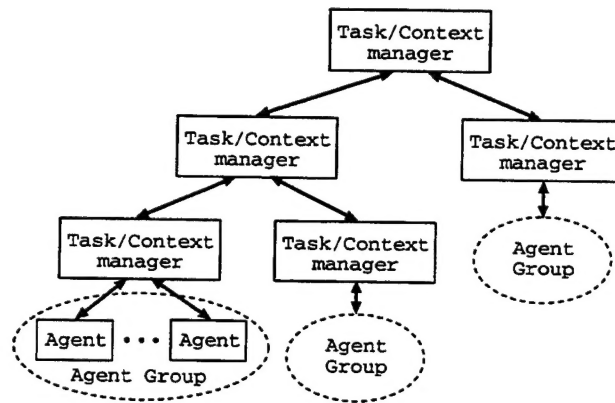 Task/Context
manager
Task/Context
manager
Task/Context
manager
Task/Context
manager
Task/Context
manager
Agent
Group
Agent
• • •
Agent
Agent Group
Agent
Group